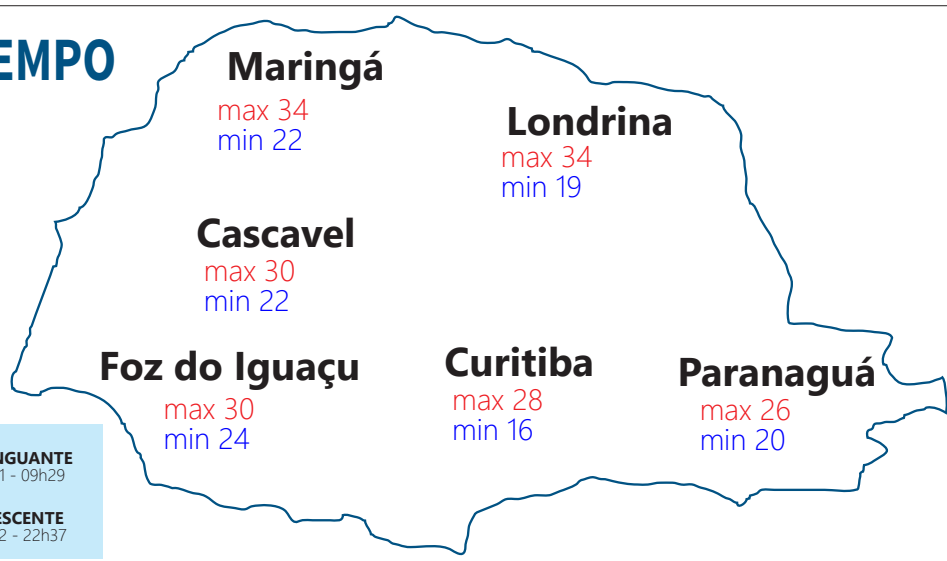 EMPO
Maringá
max 34
min 22
Londrina
max 34
min 19
Cascavel
max 30
min 22
Foz do Iguaçu
max 30
min 24
Curitiba
max 28
min 16
Paranaguá
max 26
min 20
NGUANTE
1 - 09h29
ESCENTE
2 - 22h37